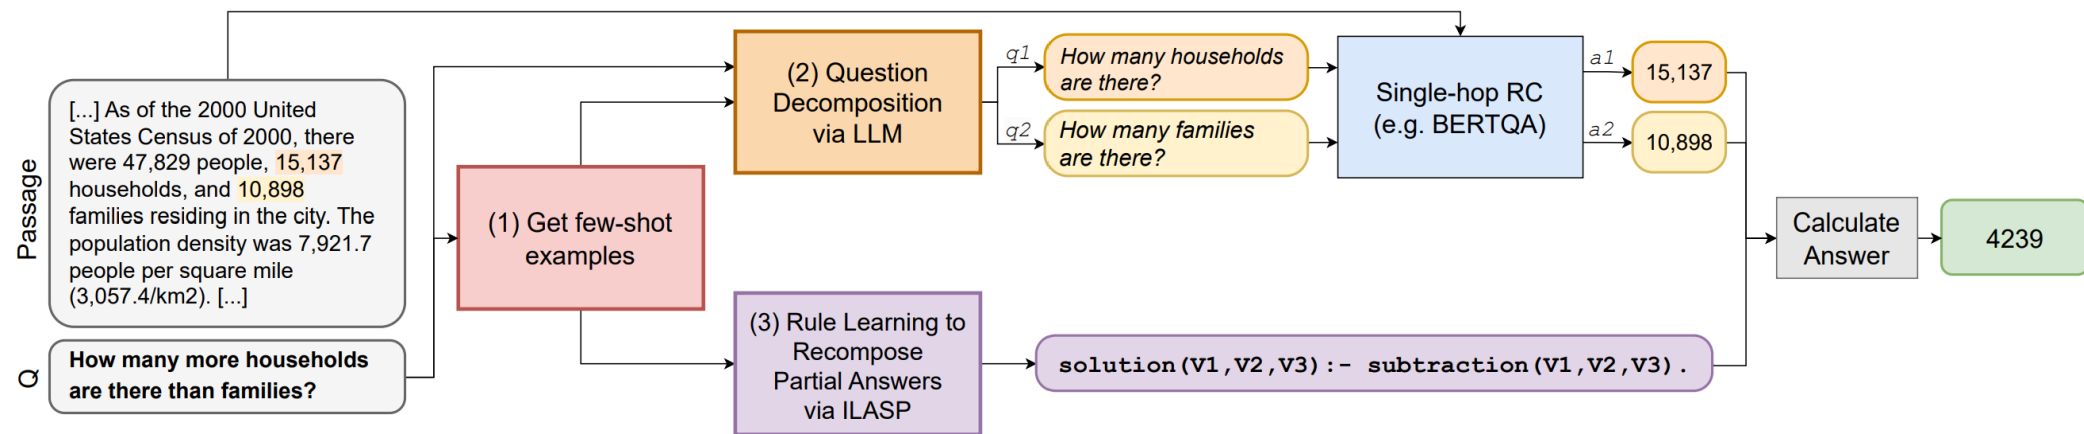 Passage
[...] As of the 2000 United
States Census of 2000, there
were 47,829 people, 15,137
households, and 10,898
families residing in the city. The
population density was 7,921.7
people per square mile
(3,057.4/km2). [...]
Q
How many more households
are there than families?
(1) Get few-shot
examples
(2) Question
Decomposition
via LLM
q1
How many households
are there?
q2
How many families
are there?
Single-hop RC
(e.g. BERTQA)
a1
15,137
a2
10,898
(3) Rule Learning to
Recompose
Partial Answers
via ILASP
solution(V1,V2,V3):- subtraction(V1,V2,V3).
Calculate
Answer
4239